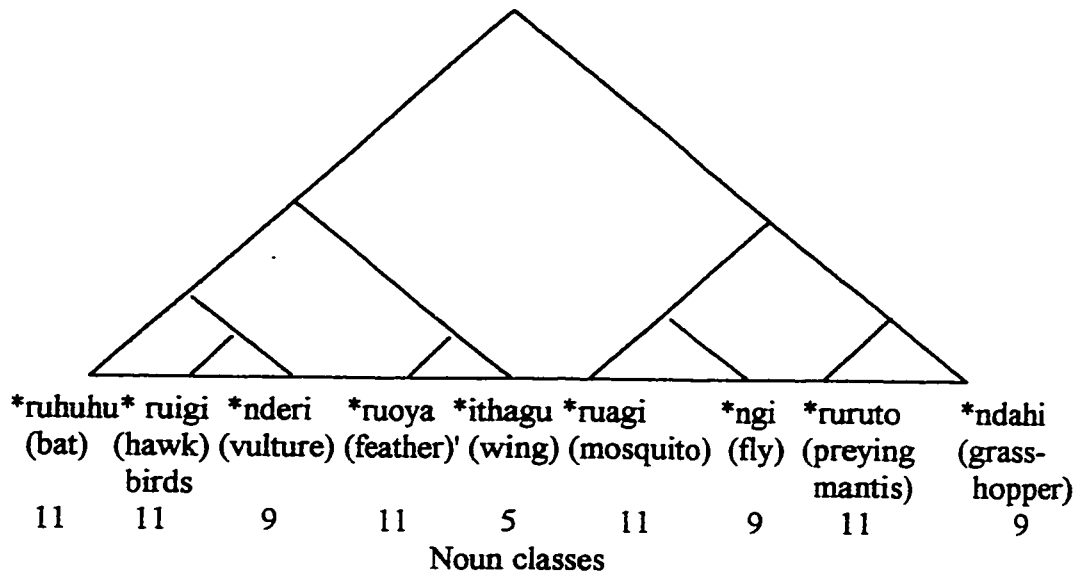 *ruhuhu* ruigi *nderi *ruoya *ithagu *ruagi *ngi *ruruto *ndahi
(bat) (hawk) (vulture) (feather)' (wing) (mosquito) (fly) (preying (grass-
birds mantis) hopper)
11 11 9 11 5 11 9 11 9
Noun classes